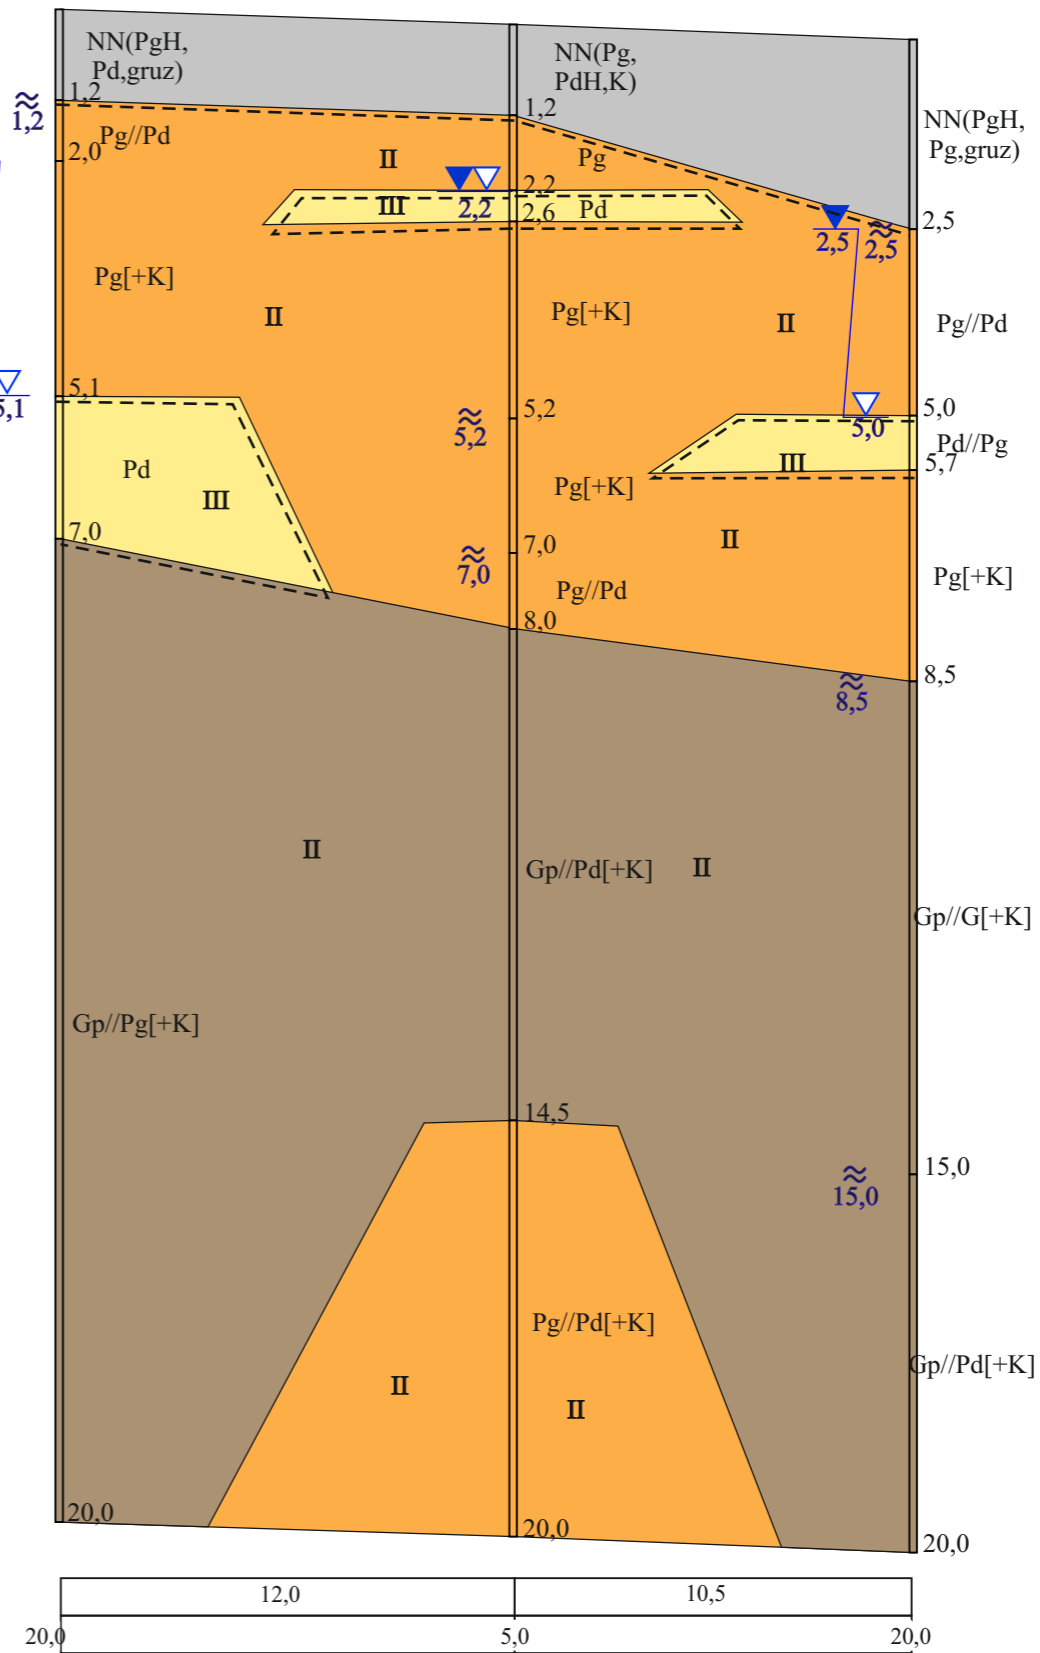 NN(PgH,
Pd,gruz)
NN(Pg,
PdH,K)
1,2
1,2
1,2
NN(PgH,
Pg,gruz)
Pg//Pd
2,0
II
Pg
2,2
III
2,2
2,6
Pd
2,5
2,5
2,5
Pg[+K]
II
Pg[+K]
II
Pg//Pd
5,1
5,1
5,2
5,2
5,0
5,0
Pd//Pg
Pd
III
III
5,7
Pg[+K]
7,0
7,0
7,0
II
Pg//Pd
Pg[+K]
8,0
8,5
8,5
II
Gp//Pd[+K]
II
Gp//G[+K]
Gp//Pg[+K]
14,5
15,0
15,0
Pg//Pd[+K]
Gp//Pd[+K]
II
II
20,0
20,0
20,0
12,0
10,5
20,0
5,0
20,0